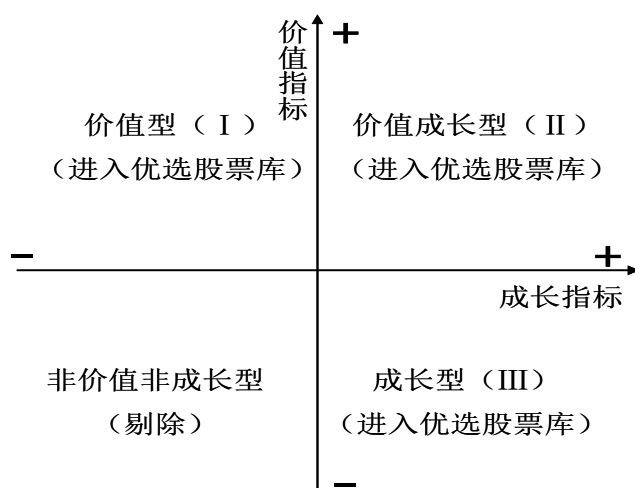 价值指标
+
价值型（Ⅰ）
（进入优选股票库）
价值成长型（Ⅱ）
（进入优选股票库）
−
+
成长指标
非价值非成长型
（剔除）
成长型（Ⅲ）
（进入优选股票库）
−